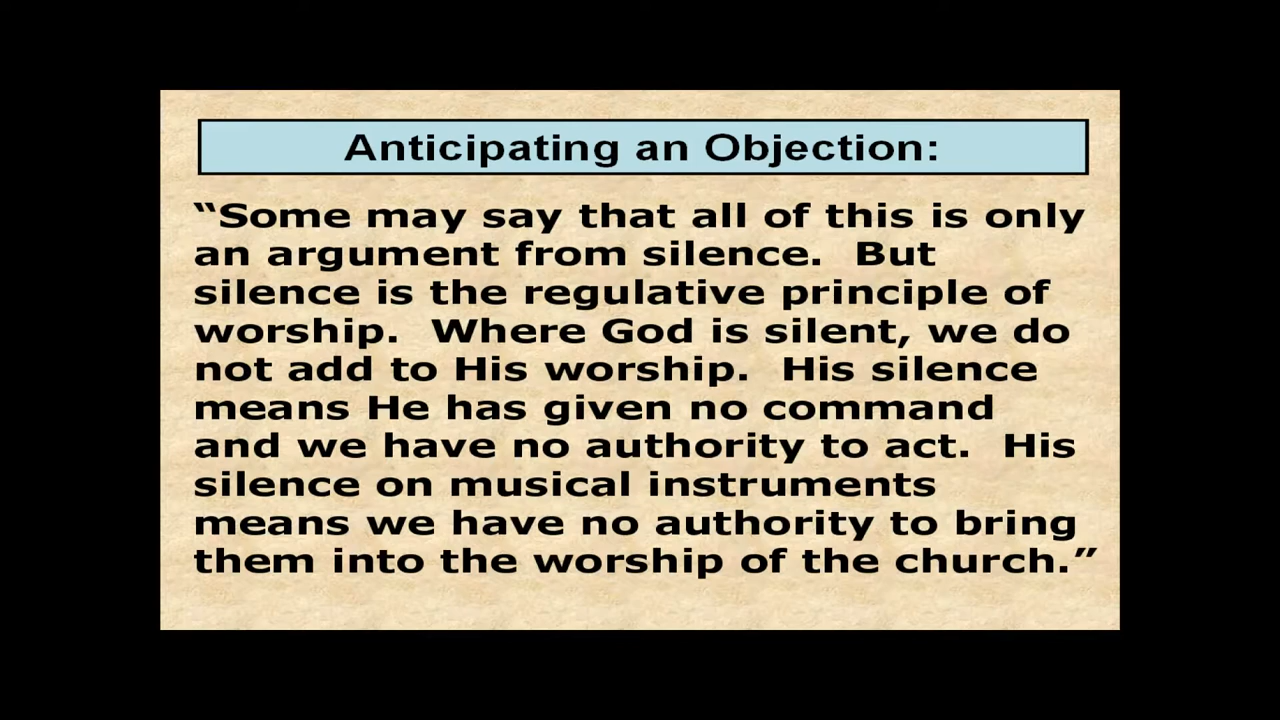 Anticipating an Objection:
“Some may say that all of this is only
an argument from silence.  But
silence is the regulative principle of
worship.  Where God is silent, we do
not add to His worship.  His silence
means He has given no command
and we have no authority to act.  His
silence on musical instruments
means we have no authority to bring
them into the worship of the church.”